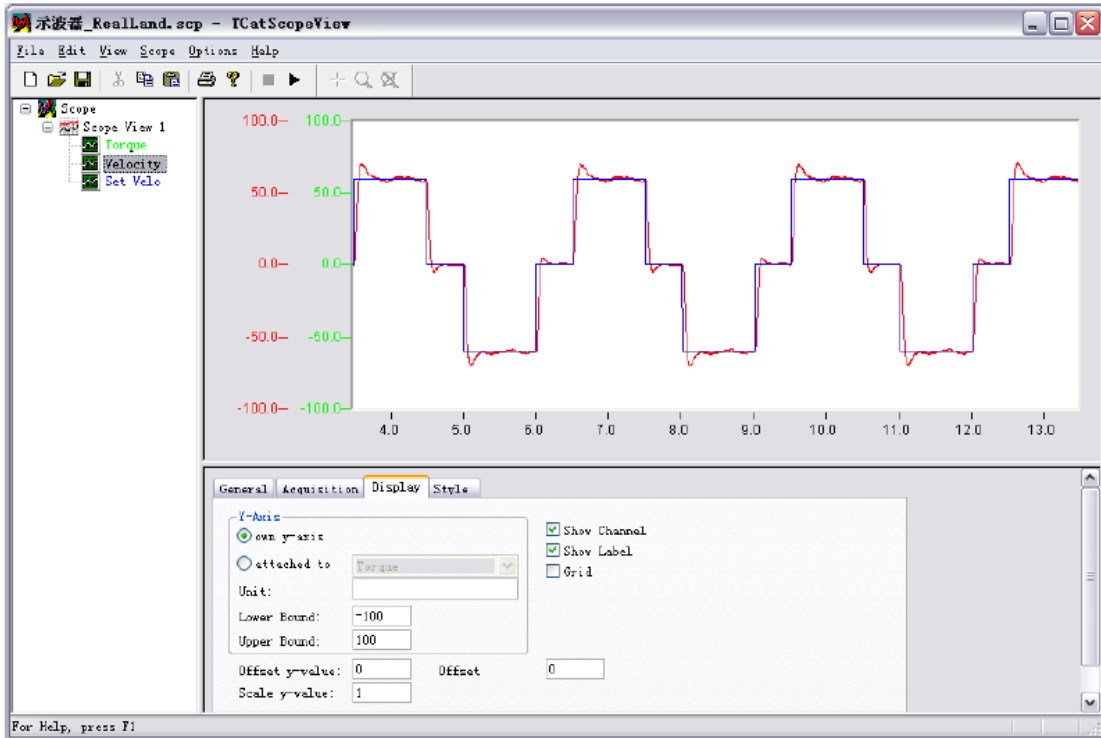 示波器_RealLand.scp - TCatScopeView
File Edit View Scope Options Help
Scope
Scope View 1
Torque
Velocity
Set Velo
100.0 100.0
50.0 50.0
0.0 0.0
-50.0 -50.0
-100.0 -100.0
4.0 5.0 6.0 7.0 8.0 9.0 10.0 11.0 12.0 13.0
General Acquisition Display Style
Y-Axis
own y-axis
attached to Torque
Unit:
Lower Bound: -100
Upper Bound: 100
Offset y-value: 0 Offset 0
Scale y-value: 1
Show Channel
Show Label
Grid
For Help, press F1